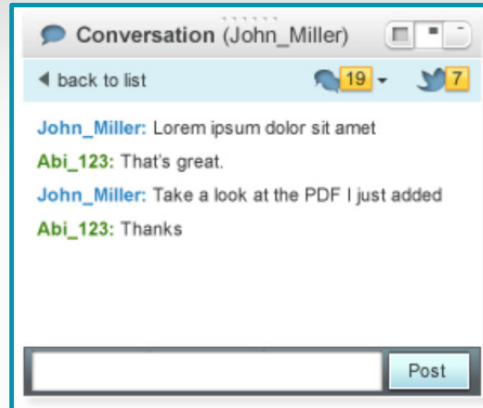 Conversation (John_Miller)
back to list 19 7
John_Miller: Lorem ipsum dolor sit amet
Abi_123: That's great.
John_Miller: Take a look at the PDF I just added
Abi_123: Thanks
Post